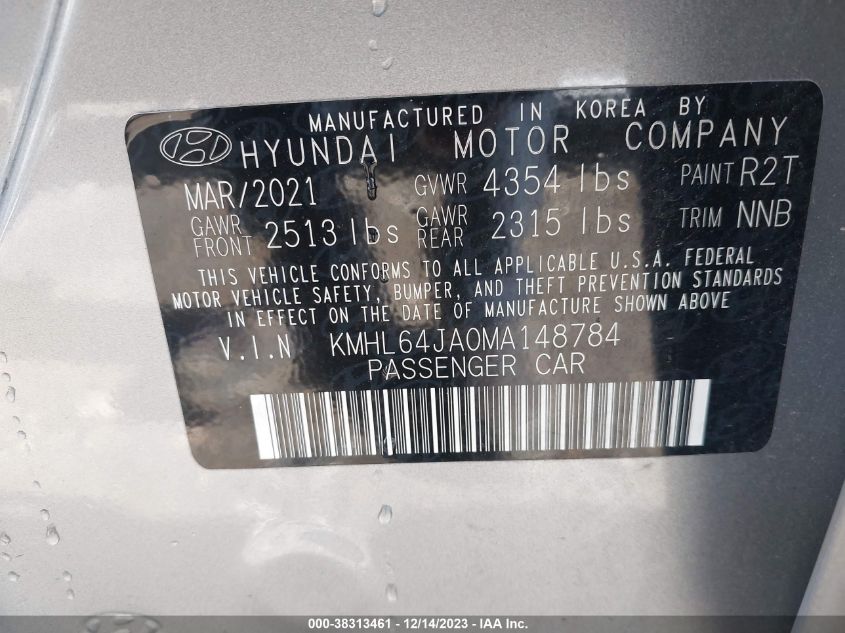 MANUFACTURED IN KOREA BY
HYUNDAI MOTOR COMPANY
MAR/2021 GVWR 4354 lbs PAINT R2T
GAWR FRONT 2513 lbs GAWR REAR 2315 lbs TRIM NNB
THIS VEHICLE CONFORMS TO ALL APPLICABLE U.S.A. FEDERAL
MOTOR VEHICLE SAFETY, BUMPER, AND THEFT PREVENTION STANDARDS
IN EFFECT ON THE DATE OF MANUFACTURE SHOWN ABOVE
V.I.N KMHL64JA0MA148784
PASSENGER CAR
000-38313461 - 12/14/2023 - IAA Inc.